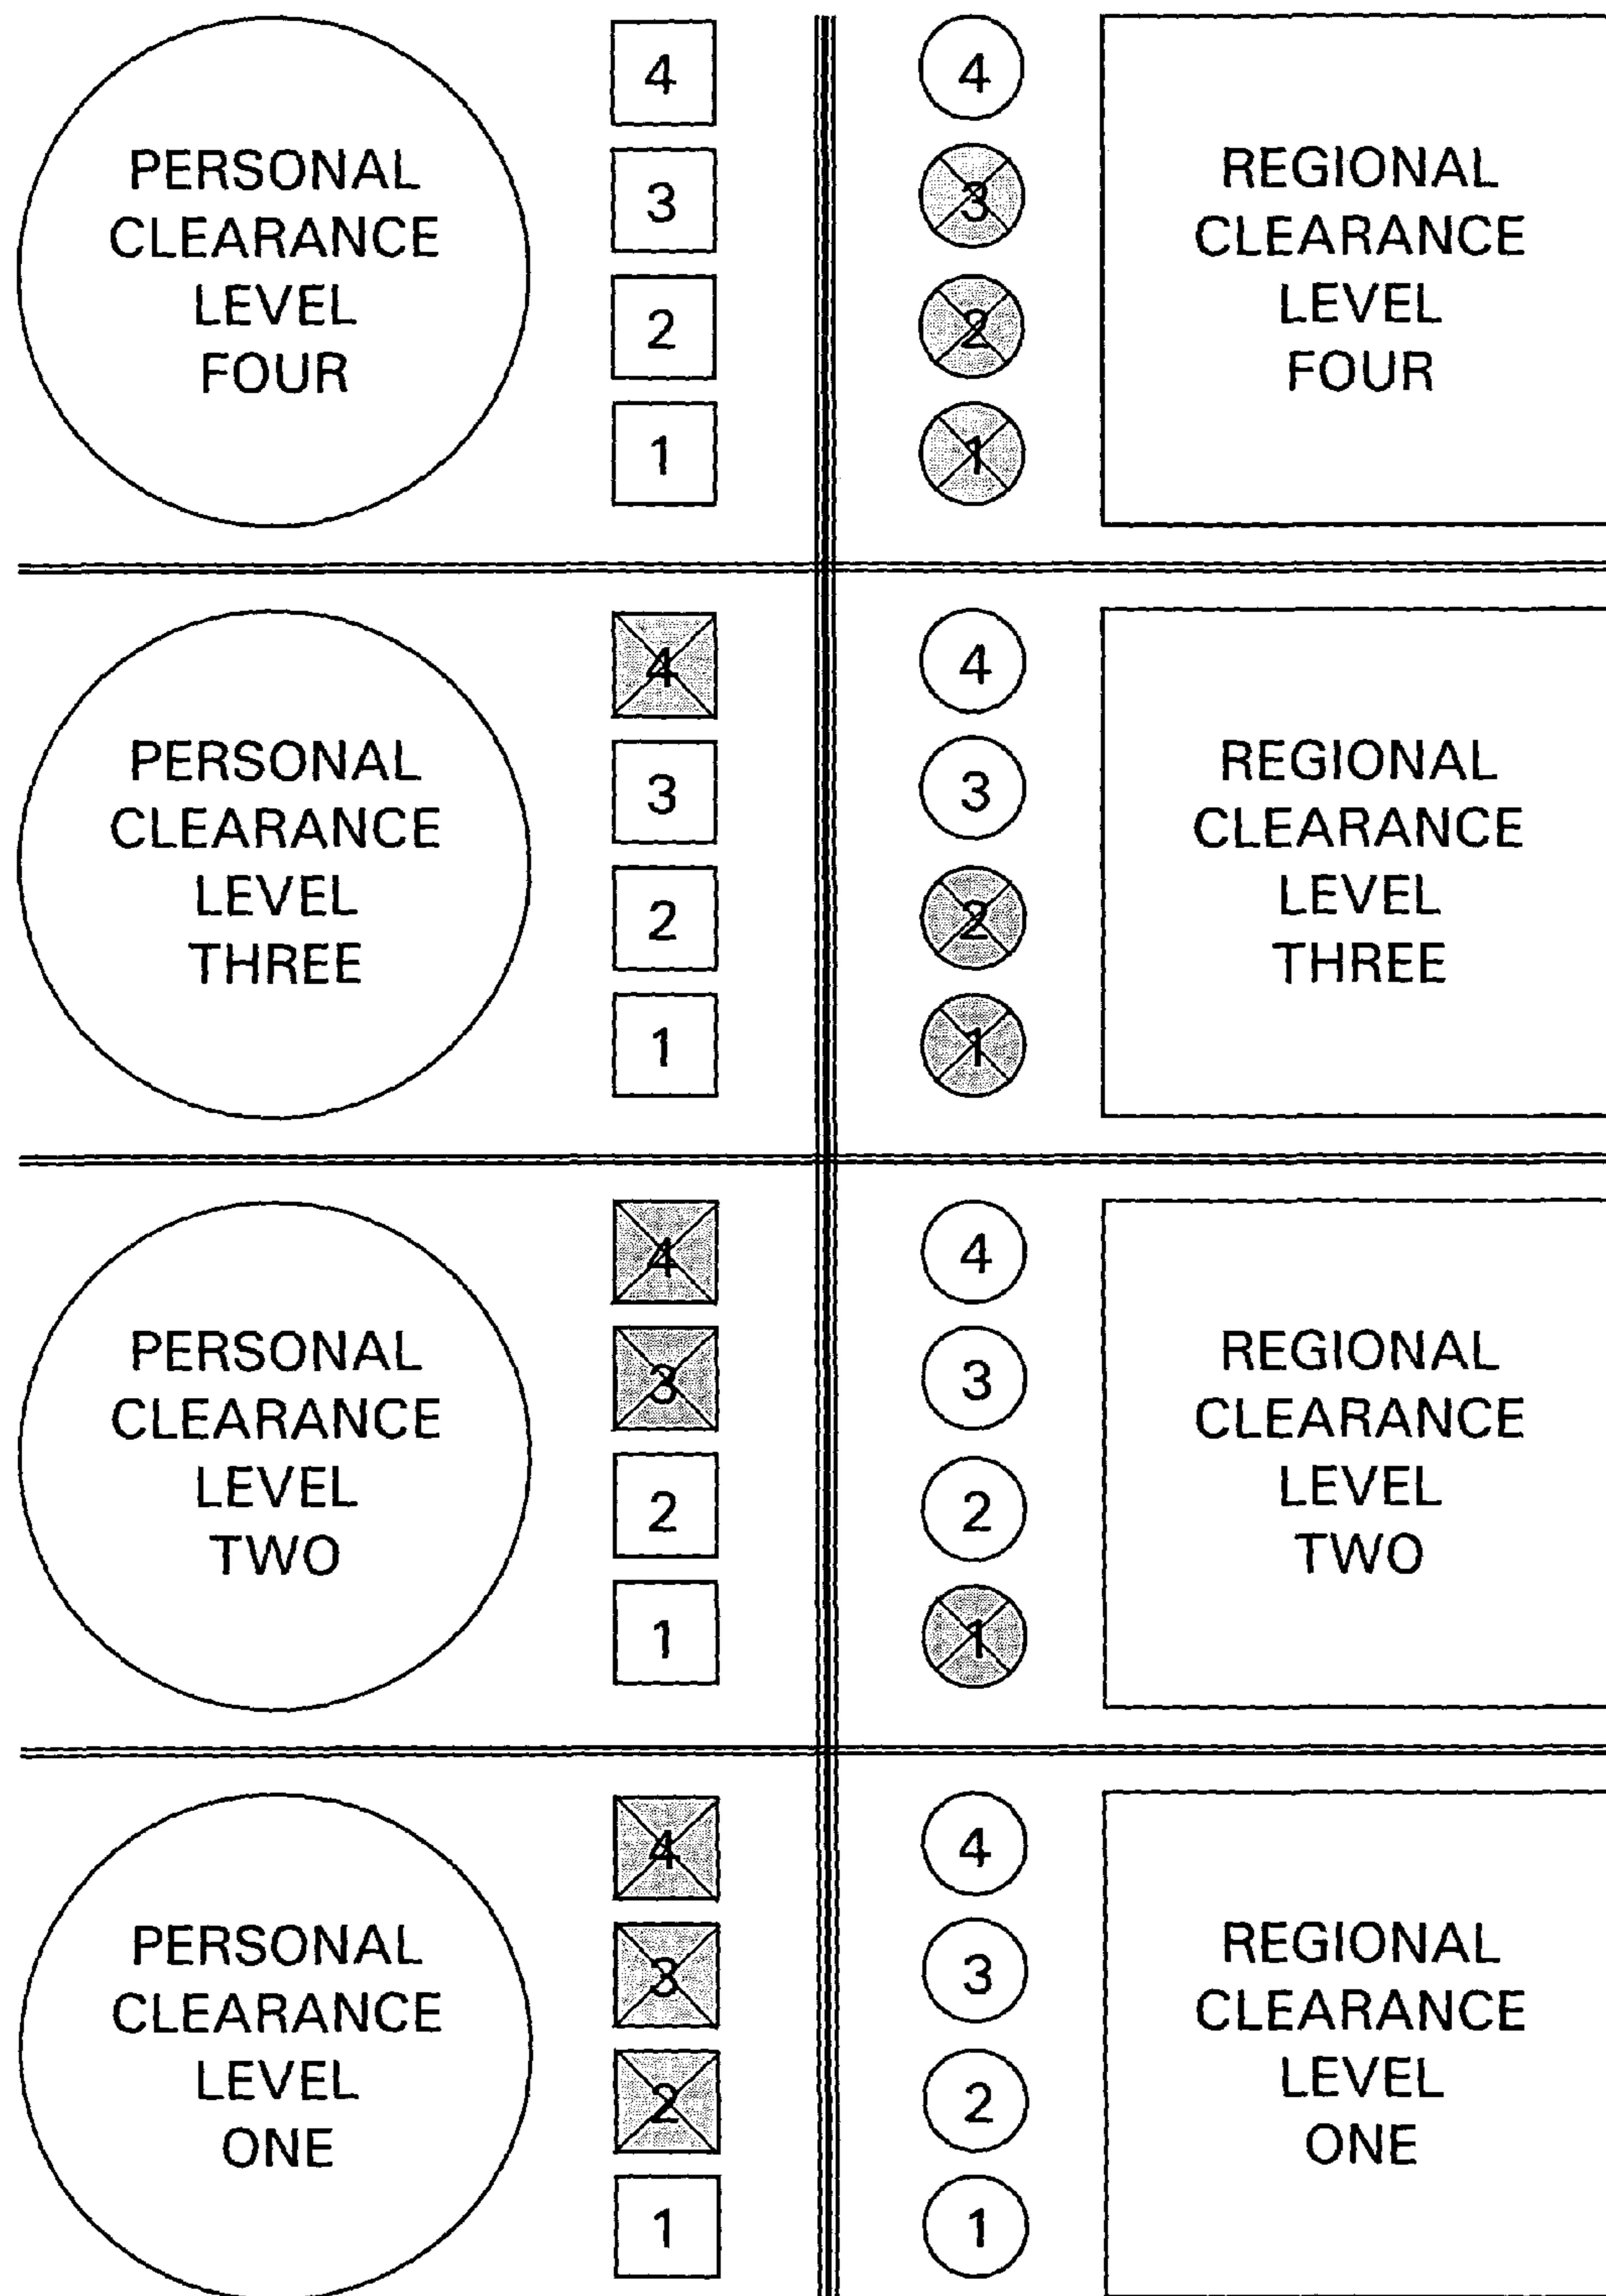 PERSONAL
CLEARANCE
LEVEL
FOUR
4
3
2
1
4
3
2
1
REGIONAL
CLEARANCE
LEVEL
FOUR
PERSONAL
CLEARANCE
LEVEL
THREE
4
3
2
1
4
3
2
1
REGIONAL
CLEARANCE
LEVEL
THREE
PERSONAL
CLEARANCE
LEVEL
TWO
4
3
2
1
4
3
2
1
REGIONAL
CLEARANCE
LEVEL
TWO
PERSONAL
CLEARANCE
LEVEL
ONE
4
3
2
1
4
3
2
1
REGIONAL
CLEARANCE
LEVEL
ONE